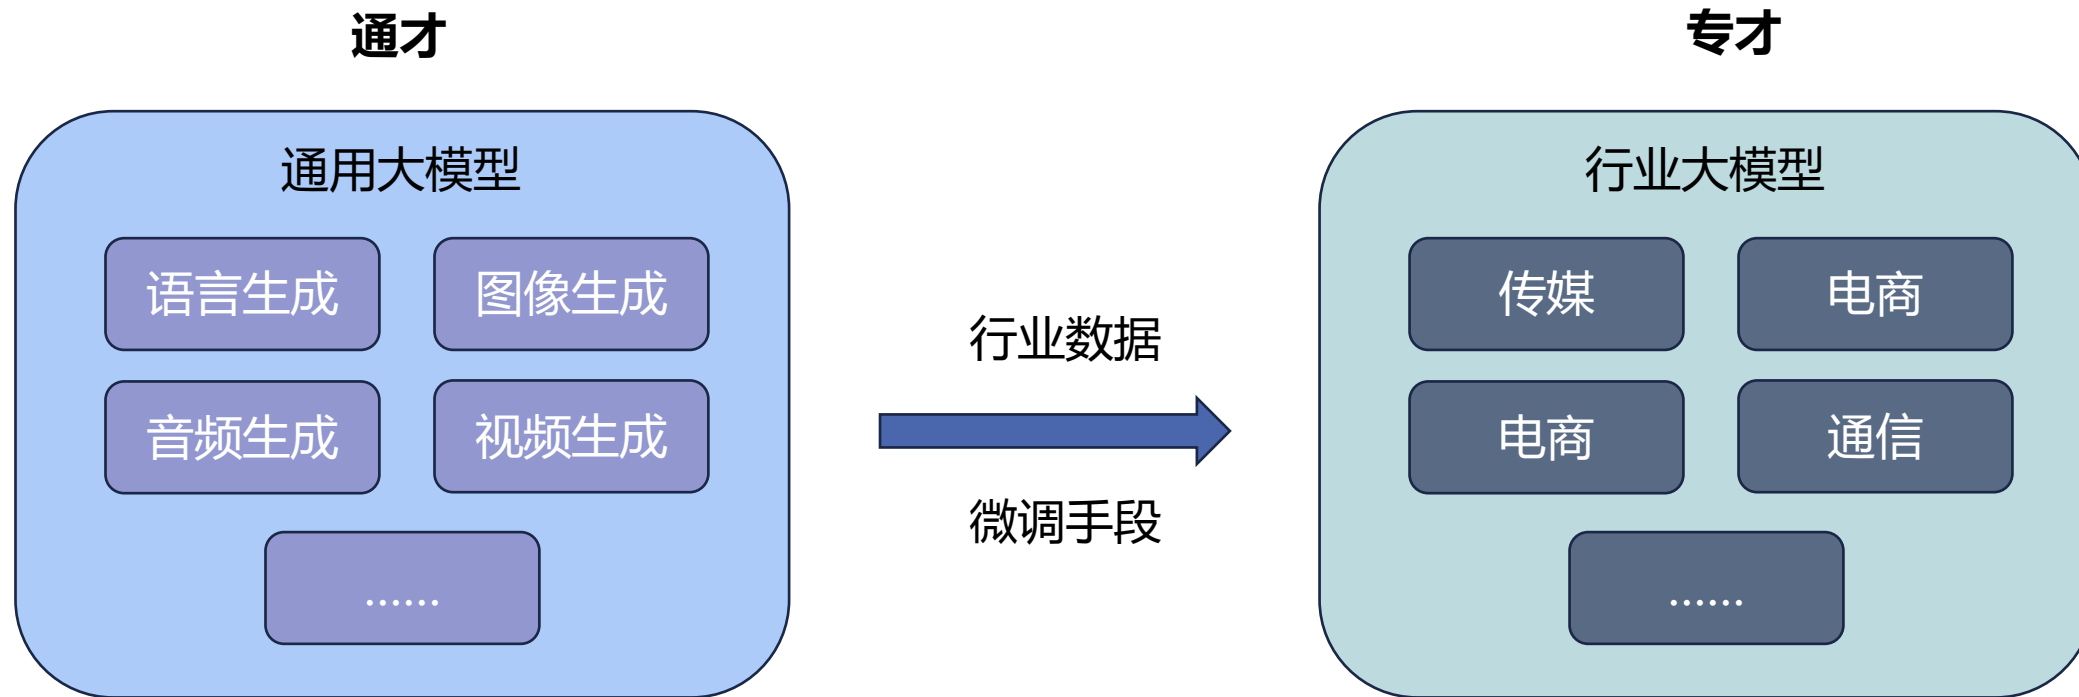 通才
专才
通用大模型
语言生成
图像生成
音频生成
视频生成
......
行业数据
微调手段
行业大模型
传媒
电商
电商
通信
......